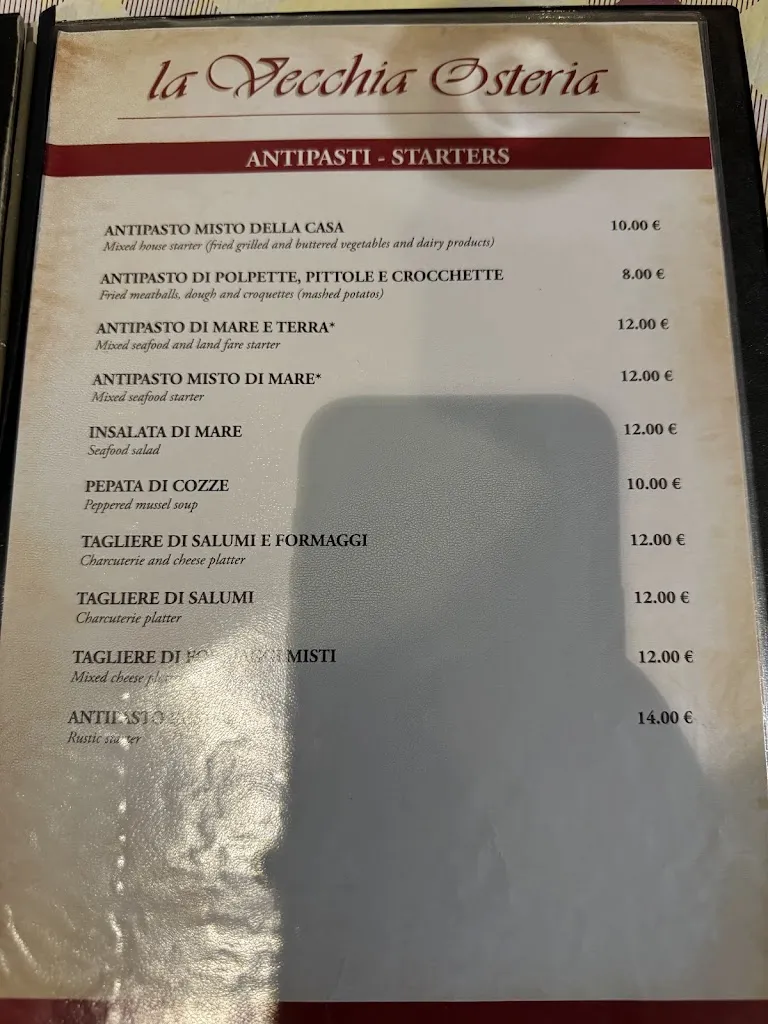 la Vecchia Osteria
ANTIPASTI - STARTERS
ANTIPASTO MISTO DELLA CASA 10.00 €
Mixed house starter (fried grilled and buttered vegetables and dairy products)
ANTIPASTO DI POLPETTE, PITTOLE E CROCCHETTE 8.00 €
Fried meatballs, dough and croquettes (mashed potatos)
ANTIPASTO DI MARE E TERRA* 12.00 €
Mixed seafood and land fare starter
ANTIPASTO MISTO DI MARE* 12.00 €
Mixed seafood starter
INSALATA DI MARE 12.00 €
Seafood salad
PEPATA DI COZZE 10.00 €
Peppered mussel soup
TAGLIERE DI SALUMI E FORMAGGI 12.00 €
Charcuterie and cheese platter
TAGLIERE DI SALUMI 12.00 €
Charcuterie platter
TAGLIERE DI FORMAGGI MISTI 12.00 €
Mixed cheese
ANTIPASTO 14.00 €
Rustic starter